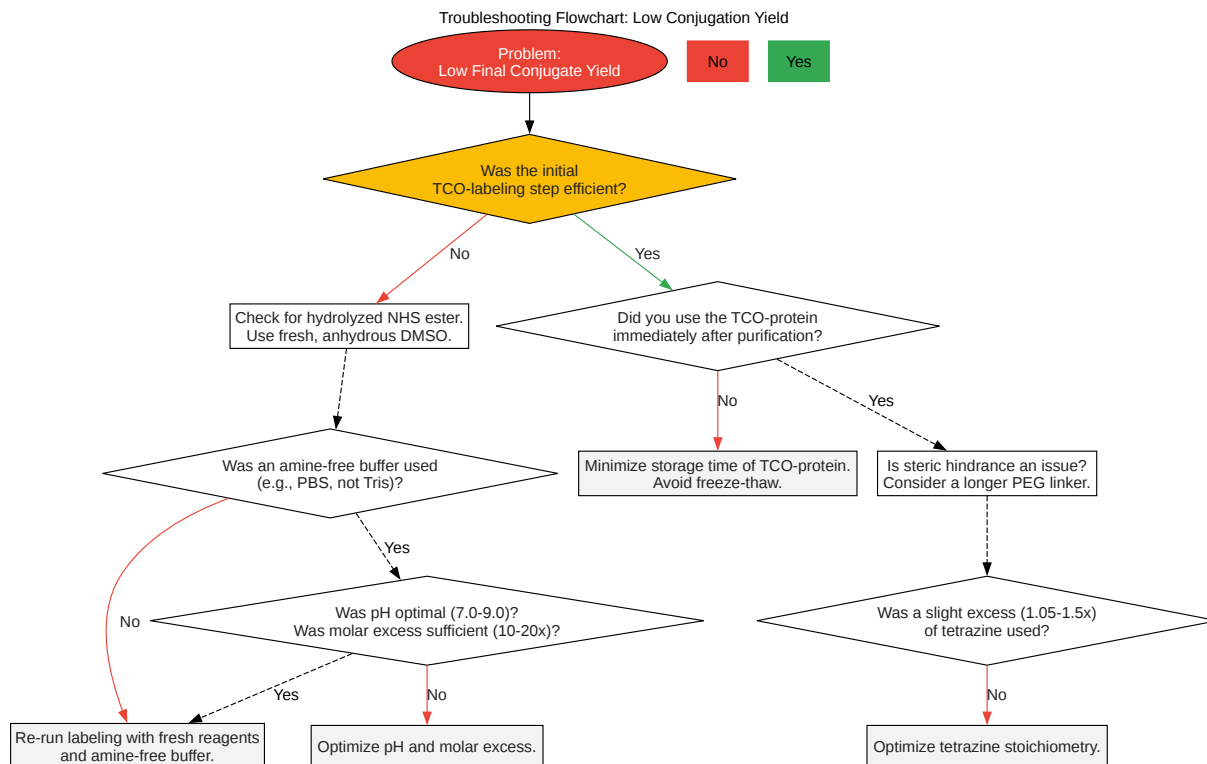 Troubleshooting Flowchart: Low Conjugation Yield
Problem:
Low Final Conjugate Yield
No
Yes
Was the initial
TCO-labeling step efficient?
No
Yes
Check for hydrolyzed NHS ester.
Use fresh, anhydrous DMSO.
Did you use the TCO-protein
immediately after purification?
No
Yes
Was an amine-free buffer used
(e.g., PBS, not Tris)?
Minimize storage time of TCO-protein.
Avoid freeze-thaw.
Is steric hindrance an issue?
Consider a longer PEG linker.
Yes
No
Was pH optimal (7.0-9.0)?
Was molar excess sufficient (10-20x)?
Was a slight excess (1.05-1.5x)
of tetrazine used?
Yes
No
No
Re-run labeling with fresh reagents
and amine-free buffer.
Optimize pH and molar excess.
Optimize tetrazine stoichiometry.